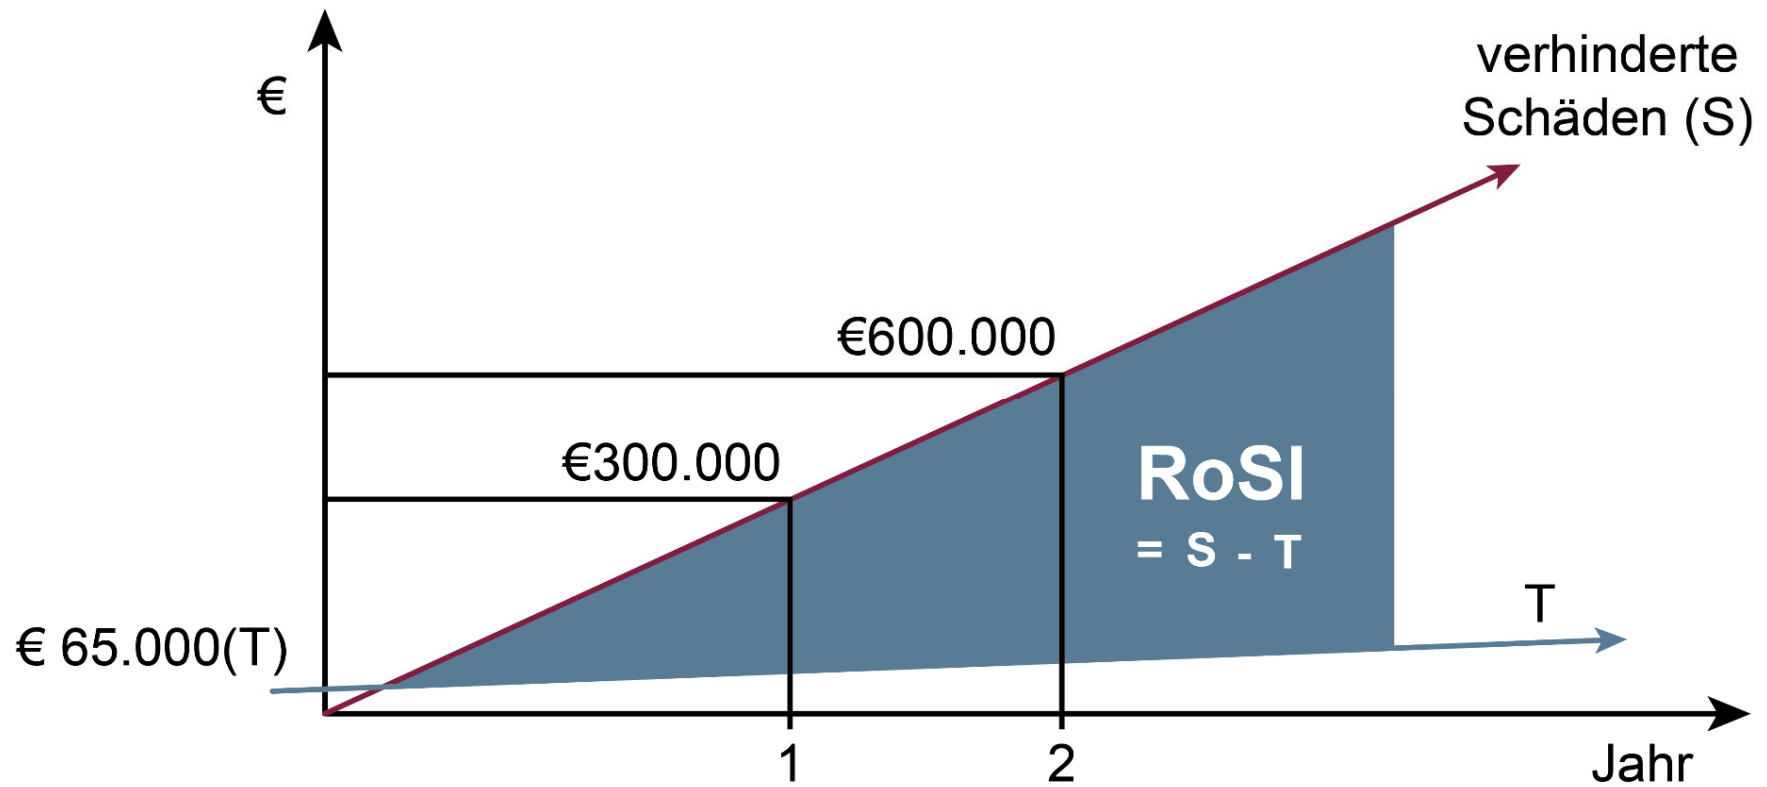 verhinderte
Schäden (S)
€
€600.000
€300.000
RoSI
= S - T
T
€ 65.000(T)
1
2
Jahr